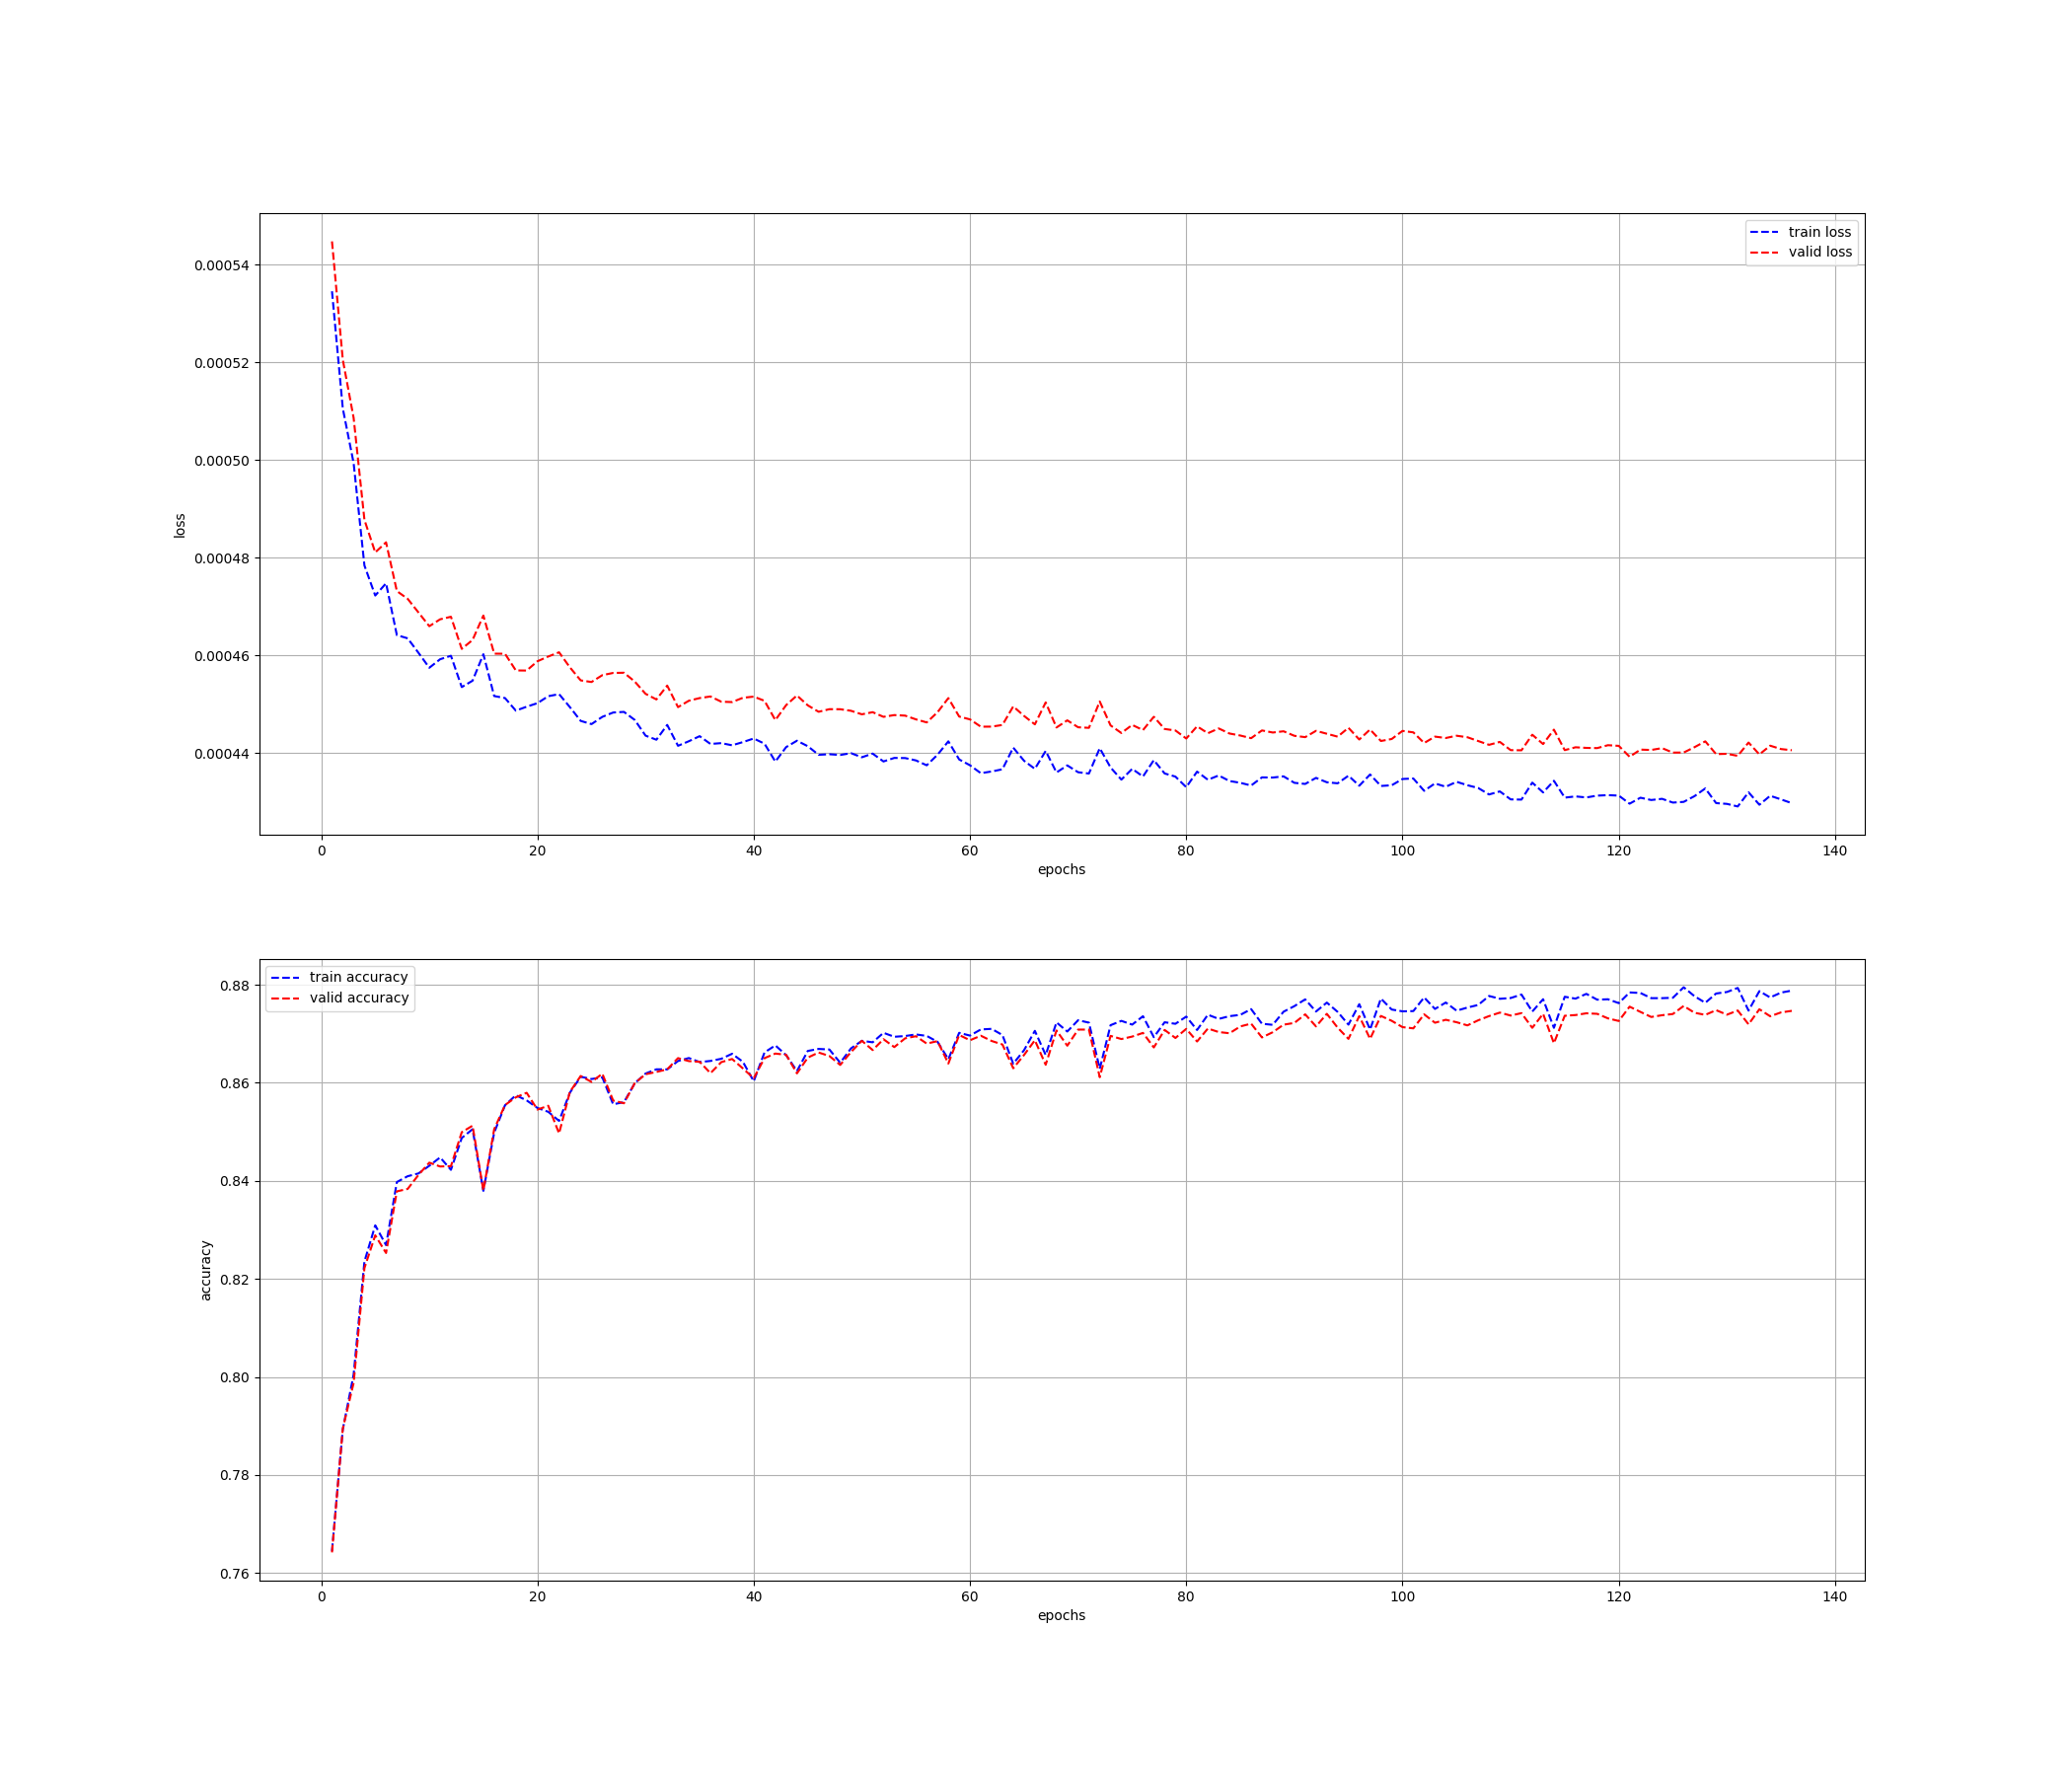 train loss
valid loss
0.00054
0.00052
0.00050
0.00048
0.00046
0.00044
loss
0 20 40 60 80 100 120 140
epochs
train accuracy
valid accuracy
0.88
0.86
0.84
0.82
0.80
0.78
0.76
accuracy
0 20 40 60 80 100 120 140
epochs